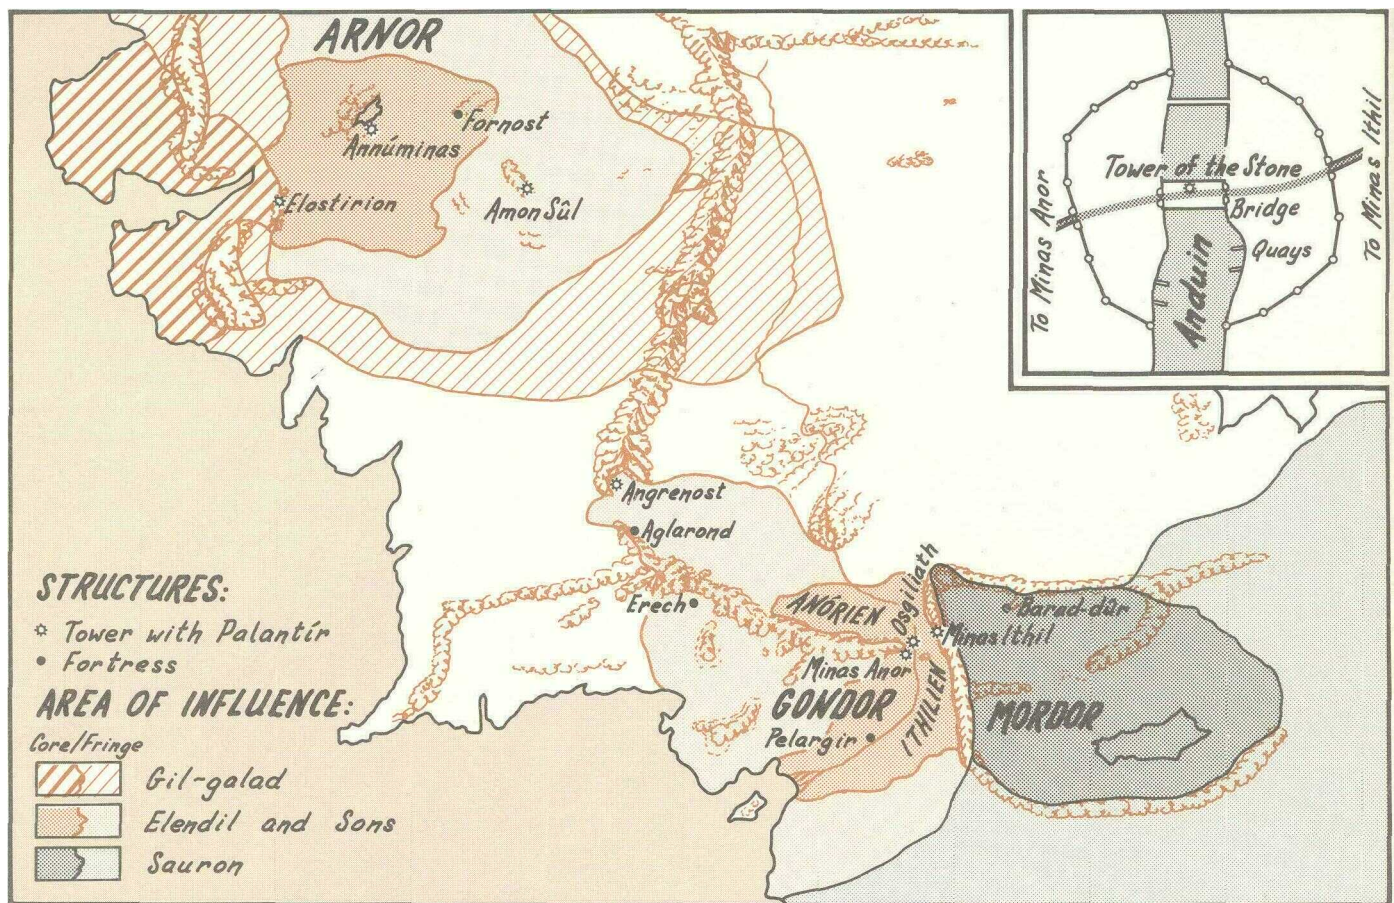 ARNOR
Fornost
Annúminas
Elostirion
Amon Sûl
Angrenost
Aglarond
Erech
ANÓRIEN
Osgiliath
Barad-dûr
Minas Ithil
Minas Anor
GONDOR
ITHILIEN
MORDOR
Pelargir
To Minas Anor
Tower of the Stone
Bridge
Quays
Anduin
To Minas Ithil
STRUCTURES:
Tower with Palantír
Fortress
AREA OF INFLUENCE:
Core/Fringe
Gil-galad
Elendil and Sons
Sauron